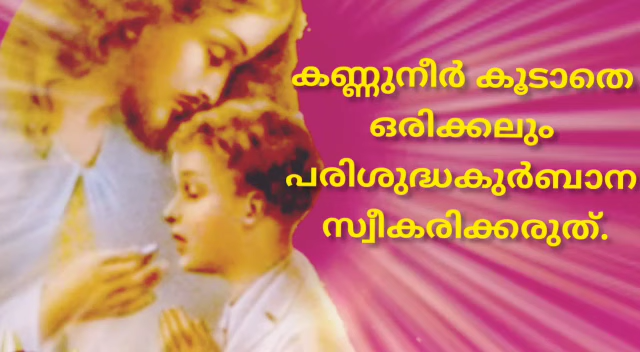 കണ്ണുനീർ കൂടാതെ
ഒരിക്കലും
പരിശുദ്ധകുർബാന
സ്വീകരിക്കരുത്.